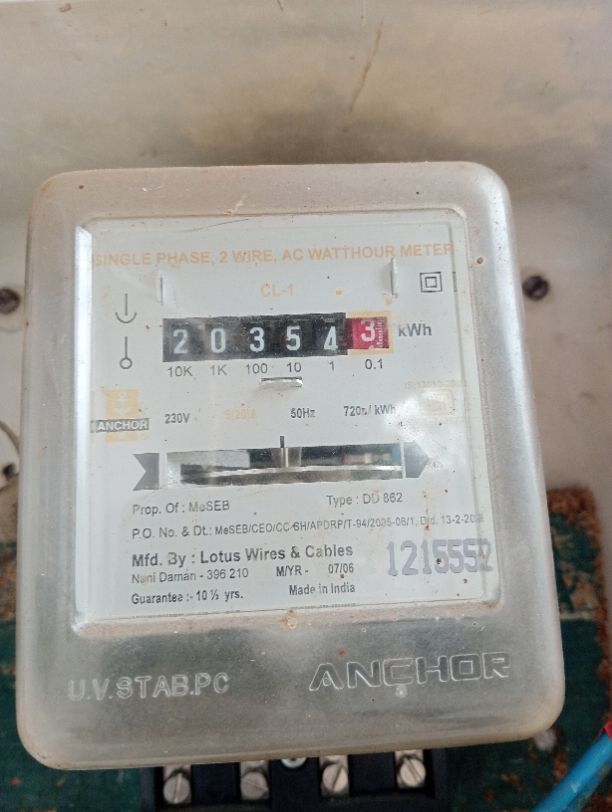 SINGLE PHASE, 2 WIRE, AC WATTHOUR METER
CL-1
2 0 3 5 4 3 kWh
10K 1K 100 10 1 0.1
ANCHOR 230V 50Hz 720r/kWh
Prop. Of : MeSEB Type : DD 862
P.O. No. & Dt.: MeSEB/CEO/CC-6H/APDRP/T-94/2005-06/1, Dtd. 13-2-
Mfd. By : Lotus Wires & Cables
1215552
Nani Daman - 396 210 M/YR - 07/06
Guarantee :- 10 ½ yrs. Made in India
U.V.STAB.PC ANCHOR